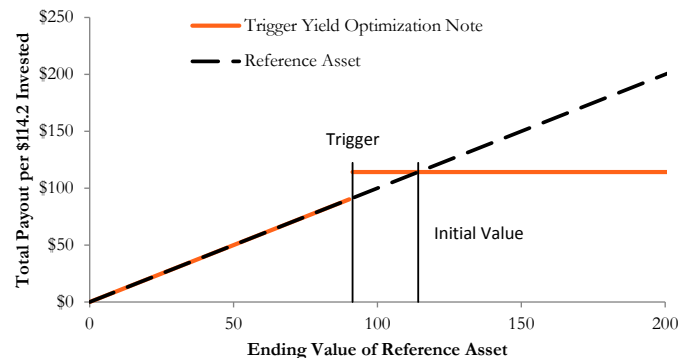 Trigger Yield Optimization Note
Reference Asset
Total Payout per $114.2 Invested
$250
$200
$150
$100
$50
$0
Trigger
Initial Value
0
50
100
150
200
Ending Value of Reference Asset